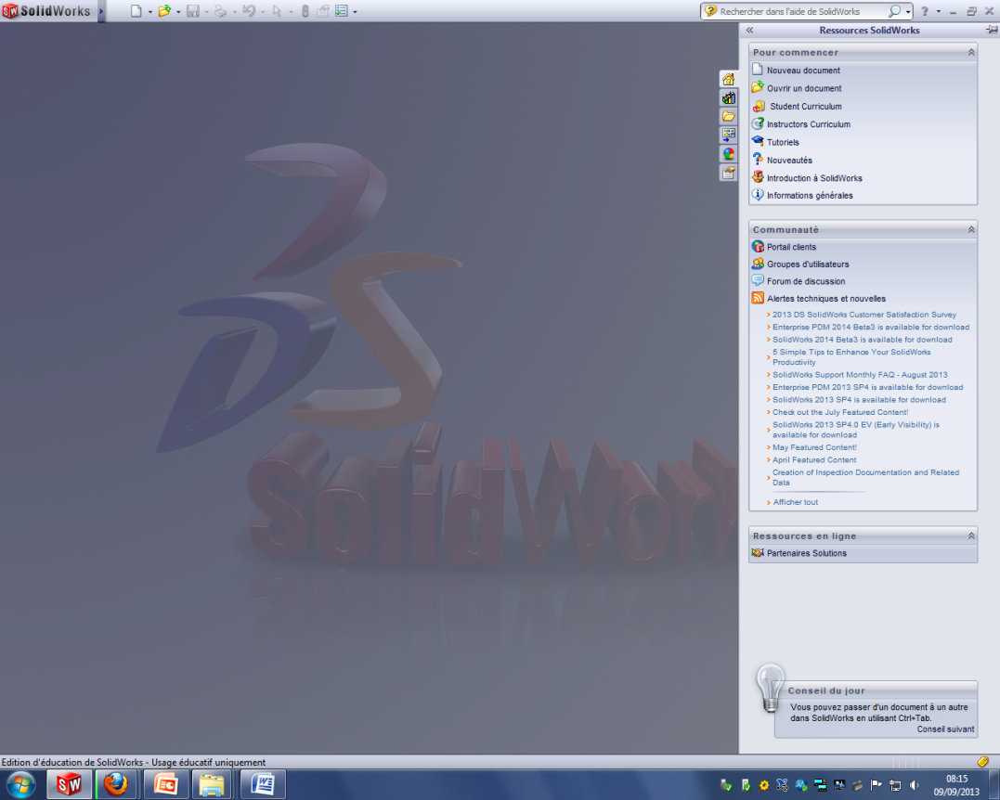 SolidWorks
Rechercher dans l'aide de SolidWorks
Ressources SolidWorks
Pour commencer
Nouveau document
Ouvrir un document
Student Curriculum
Instructors Curriculum
Tutoriels
Nouveautés
Introduction à SolidWorks
Informations générales
Communauté
Portail clients
Groupes d'utilisateurs
Forum de discussion
Alertes techniques et nouvelles
2013 DS SolidWorks Customer Satisfaction Survey
Enterprise PDM 2014 Beta3 is available for download
SolidWorks 2014 Beta3 is available for download
5 Simple Tips to Enhance Your SolidWorks
Productivity
SolidWorks Support Monthly FAQ - August 2013
Enterprise PDM 2013 SP4 is available for download
SolidWorks 2013 SP4 is available for download
Check out the July Featured Content!
SolidWorks 2013 SP4.0 EV (Early Visibility) is
available for download
May Featured Content!
April Featured Content
Creation of Inspection Documentation and Related
Data
Afficher tout
Ressources en ligne
Partenaires Solutions
SolidWork
Conseil du jour
Vous pouvez passer d'un document à un autre
dans SolidWorks en utilisant Ctrl+Tab.
Conseil suivant
Edition d'éducation de SolidWorks - Usage éducatif uniquement
08:15
09/09/2013